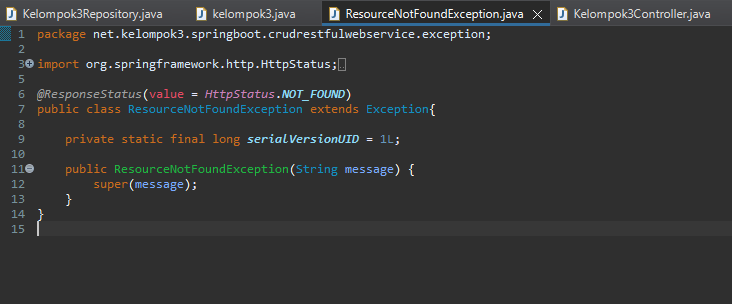 Kelompok3Repository.java kelompok3.java ResourceNotFoundException.java Kelompok3Controller.java
1 package net.kelompok3.springboot.crudrestfulwebservice.exception;
2
3 import org.springframework.http.HttpStatus;
5
6 @ResponseStatus(value = HttpStatus.NOT_FOUND)
7 public class ResourceNotFoundException extends Exception{
8
9 private static final long serialVersionUID = 1L;
10
11 public ResourceNotFoundException(String message) {
12 super(message);
13 }
14 }
15